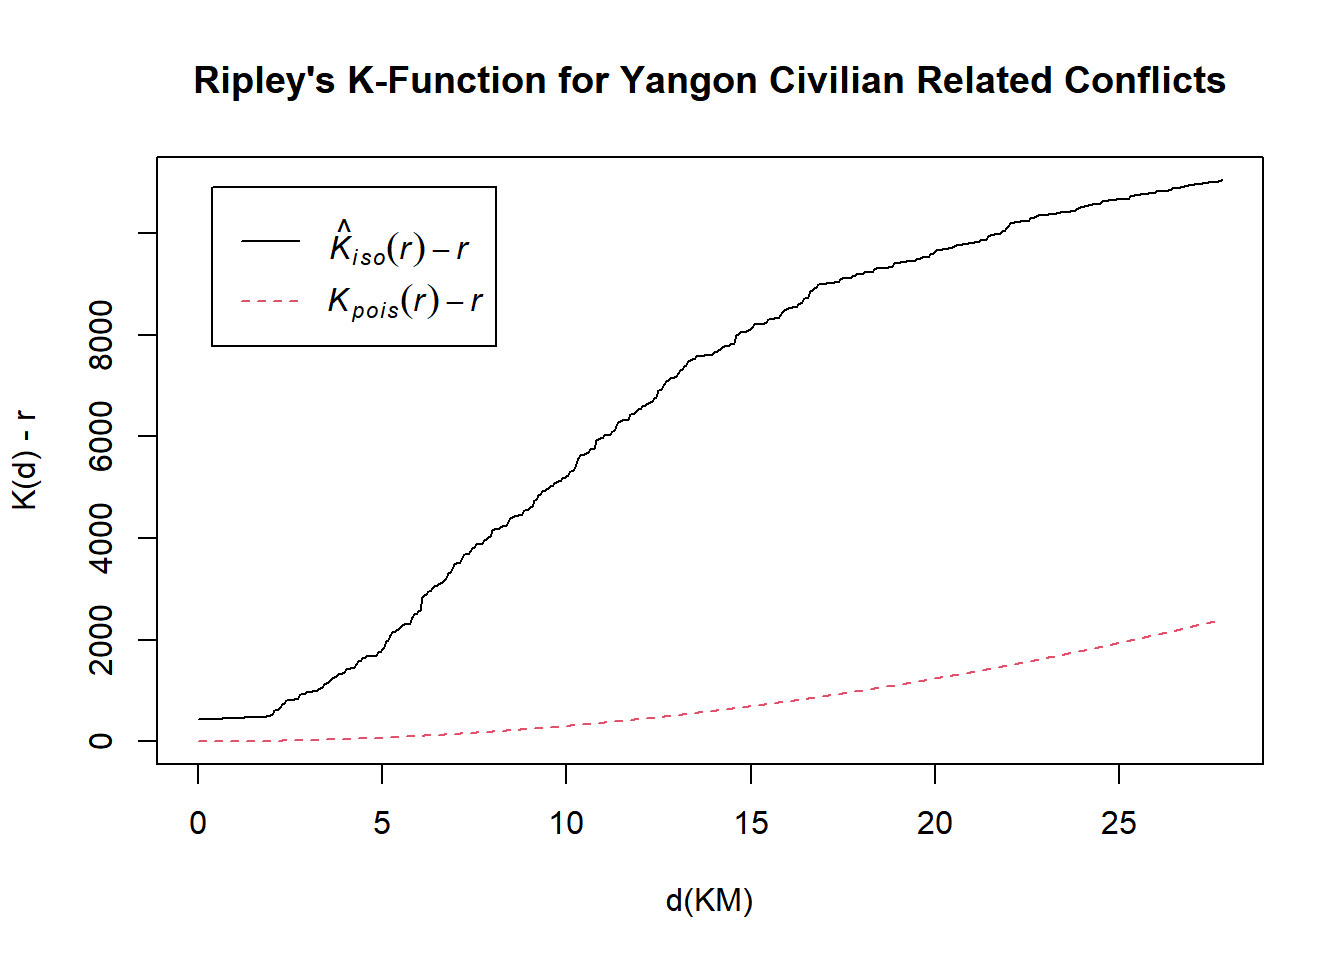 Ripley's K-Function for Yangon Civilian Related Conflicts
K̂iso(r) – r
Kpois(r) – r
K(d) - r
8000
6000
4000
2000
0
0 5 10 15 20 25
d(KM)